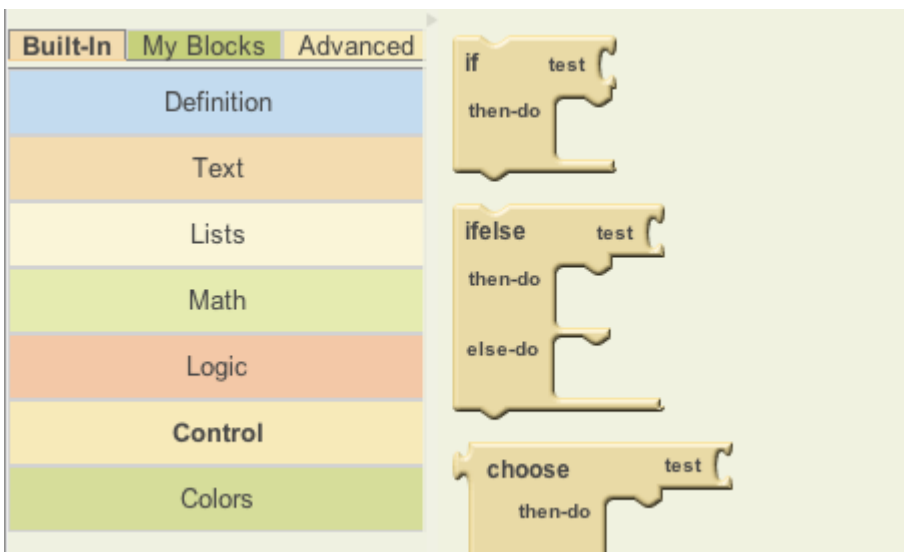 Built-In My Blocks Advanced
Definition
Text
Lists
Math
Logic
Control
Colors
if test
then-do
ifelse test
then-do
else-do
choose test
then-do